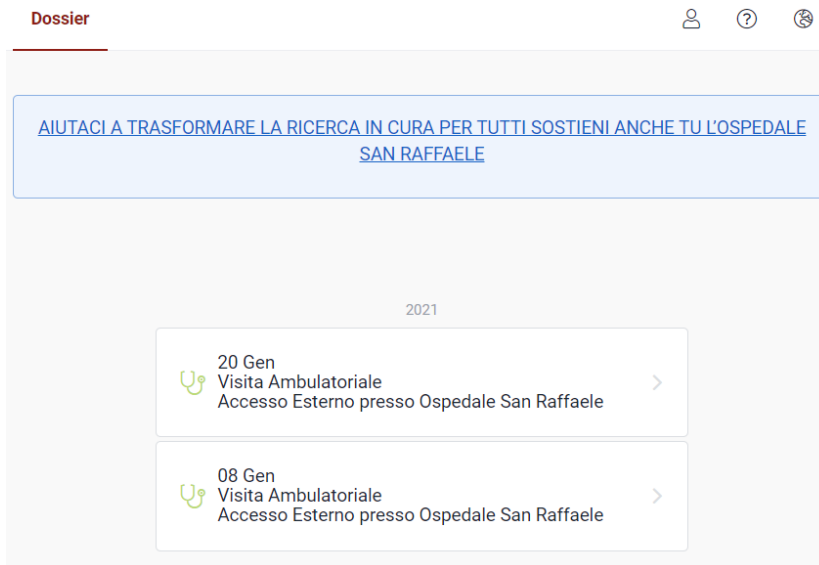 Dossier
AIUTACI A TRASFORMARE LA RICERCA IN CURA PER TUTTI SOSTIENI ANCHE TU L'OSPEDALE
SAN RAFFAELE
2021
20 Gen
Visita Ambulatoriale
Accesso Esterno presso Ospedale San Raffaele
08 Gen
Visita Ambulatoriale
Accesso Esterno presso Ospedale San Raffaele